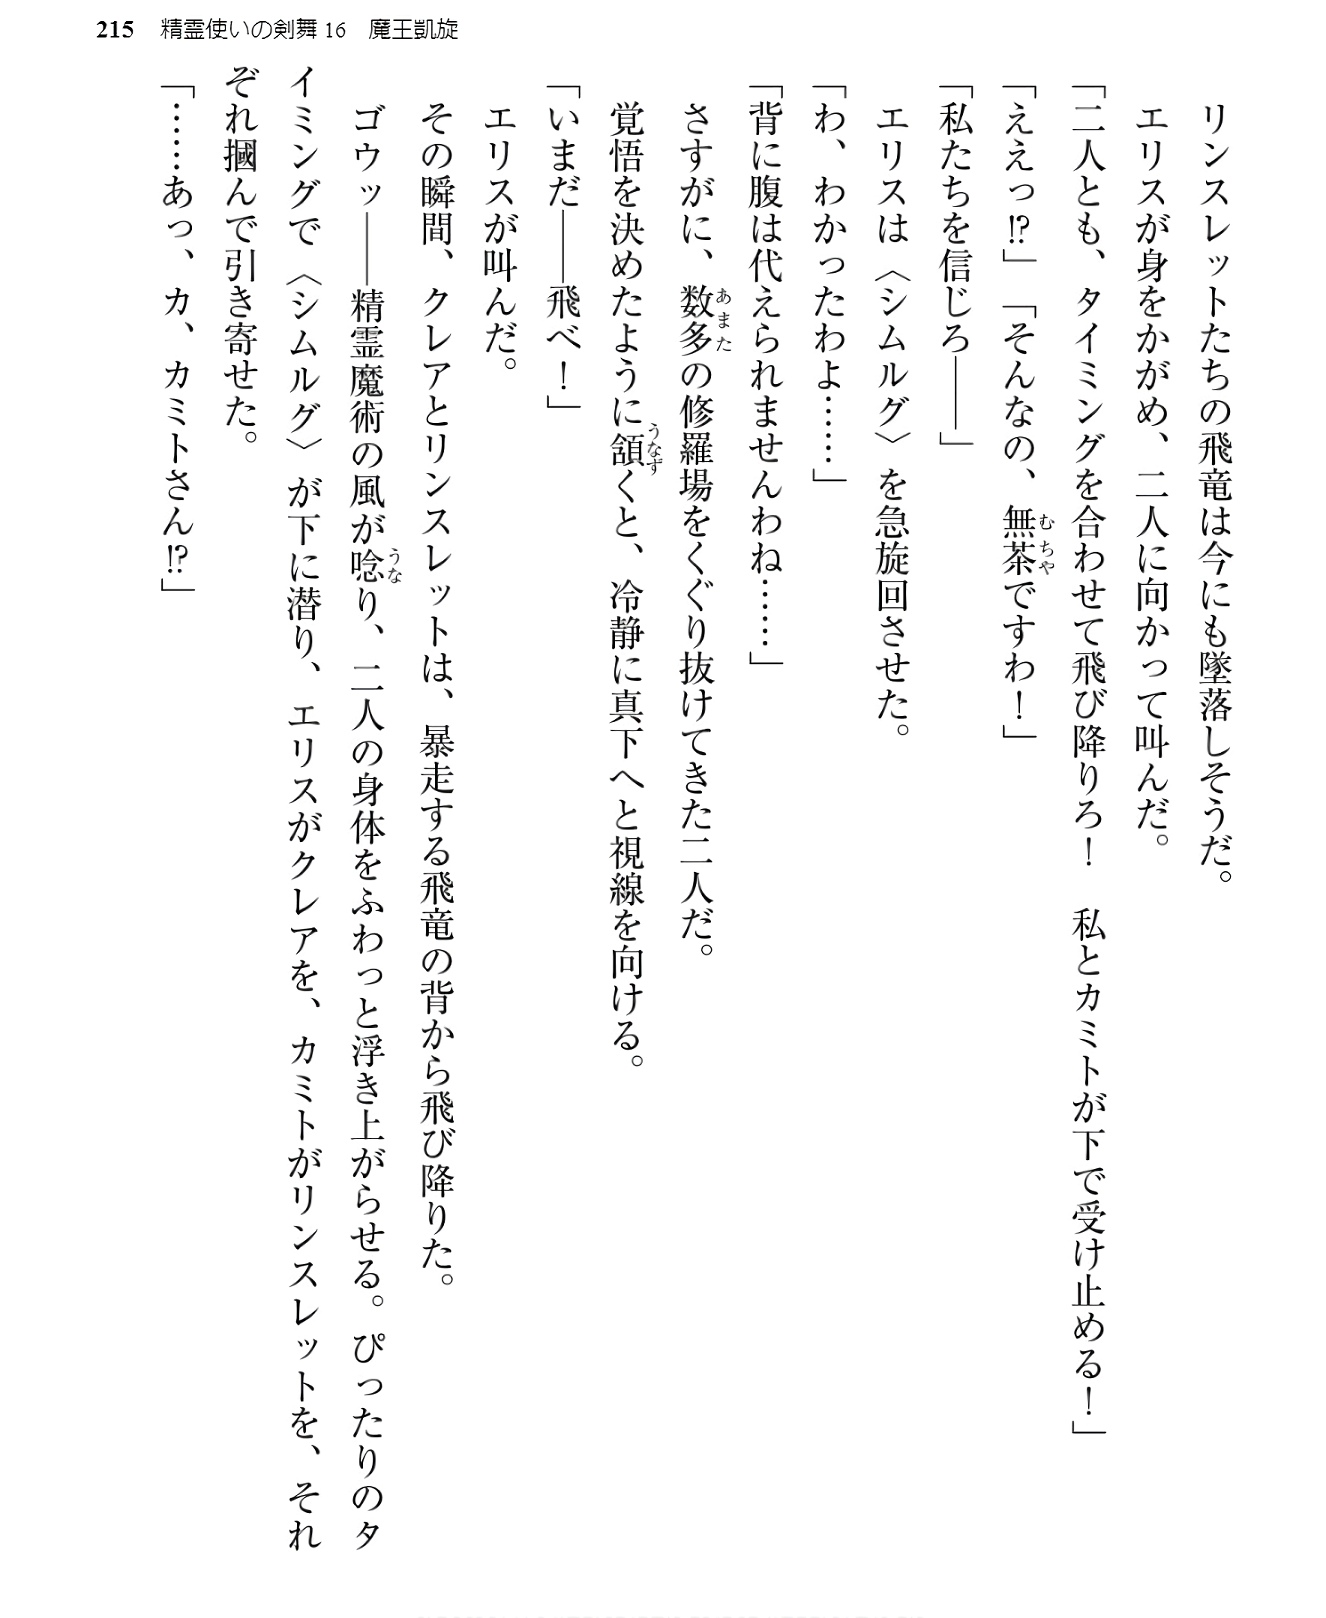 215 精霊使いの剣舞16 魔王凱旋
リンスレットたちの飛竜は今にも墜落しそうだ。
エリスが身をかがめ、二人に向かって叫んだ。
「二人とも、タイミングを合わせて飛び降りろ！ 私とカミトが下で受け止める！」
「ええっ!?」「そんなの、無茶ですわ！」
「私たちを信じろ――」
エリスは〈シムルグ〉を急旋回させた。
「わ、わかったわよ……」
「背に腹は代えられませんわね……」
さすがに、数多の修羅場をくぐり抜けてきた二人だ。
覚悟を決めたように頷くと、冷静に真下へと視線を向ける。
「いまだ――飛べ！」
エリスが叫んだ。
その瞬間、クレアとリンスレットは、暴走する飛竜の背から飛び降りた。
ゴウッ――精霊魔術の風が唸り、二人の身体をふわっと浮き上がらせる。ぴったりのタ
イミングで〈シムルグ〉が下に潜り、エリスがクレアを、カミトがリンスレットを、それ
ぞれ摑んで引き寄せた。
「……あっ、カ、カミトさん!?」